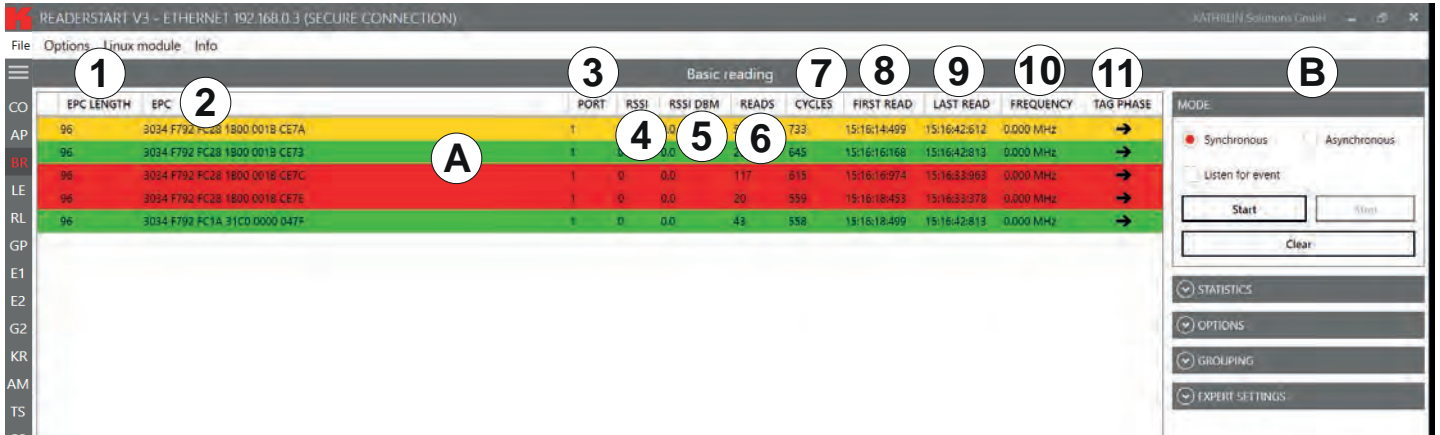 READERSTART V3 – ETHERNET 192.168.0.3 (SECURE CONNECTION) KATHREIN Solutions GmbH
File Options Linux module Info
1 2 3 4 5 6 7 8 9 10 11 A B
Basic reading
EPC LENGTH EPC PORT RSSI RSSI DBM READS CYCLES FIRST READ LAST READ FREQUENCY TAG PHASE
96 3034 F792 FC28 1B00 001B CE7A 1 733 15:16:14:499 15:16:42:612 0.000 MHz
96 3034 F792 FC28 1B00 001B CE73 1 645 15:16:16:168 15:16:42:813 0.000 MHz
96 3034 F792 FC28 1B00 001B CE7C 1 0 0.0 117 615 15:16:16:974 15:16:33:963 0.000 MHz
96 3034 F792 FC28 1B00 001B CE7E 1 0 0.0 20 559 15:16:18:453 15:16:33:378 0.000 MHz
96 3034 F792 FC1A 31C0 0000 047F 1 0 0.0 43 558 15:16:18:499 15:16:42:813 0.000 MHz
CO
AP
BR
LE
RL
GP
E1
E2
G2
KR
AM
TS
MODE
Synchronous Asynchronous
Listen for event
Start Stop
Clear
STATISTICS
OPTIONS
GROUPING
EXPERT SETTINGS